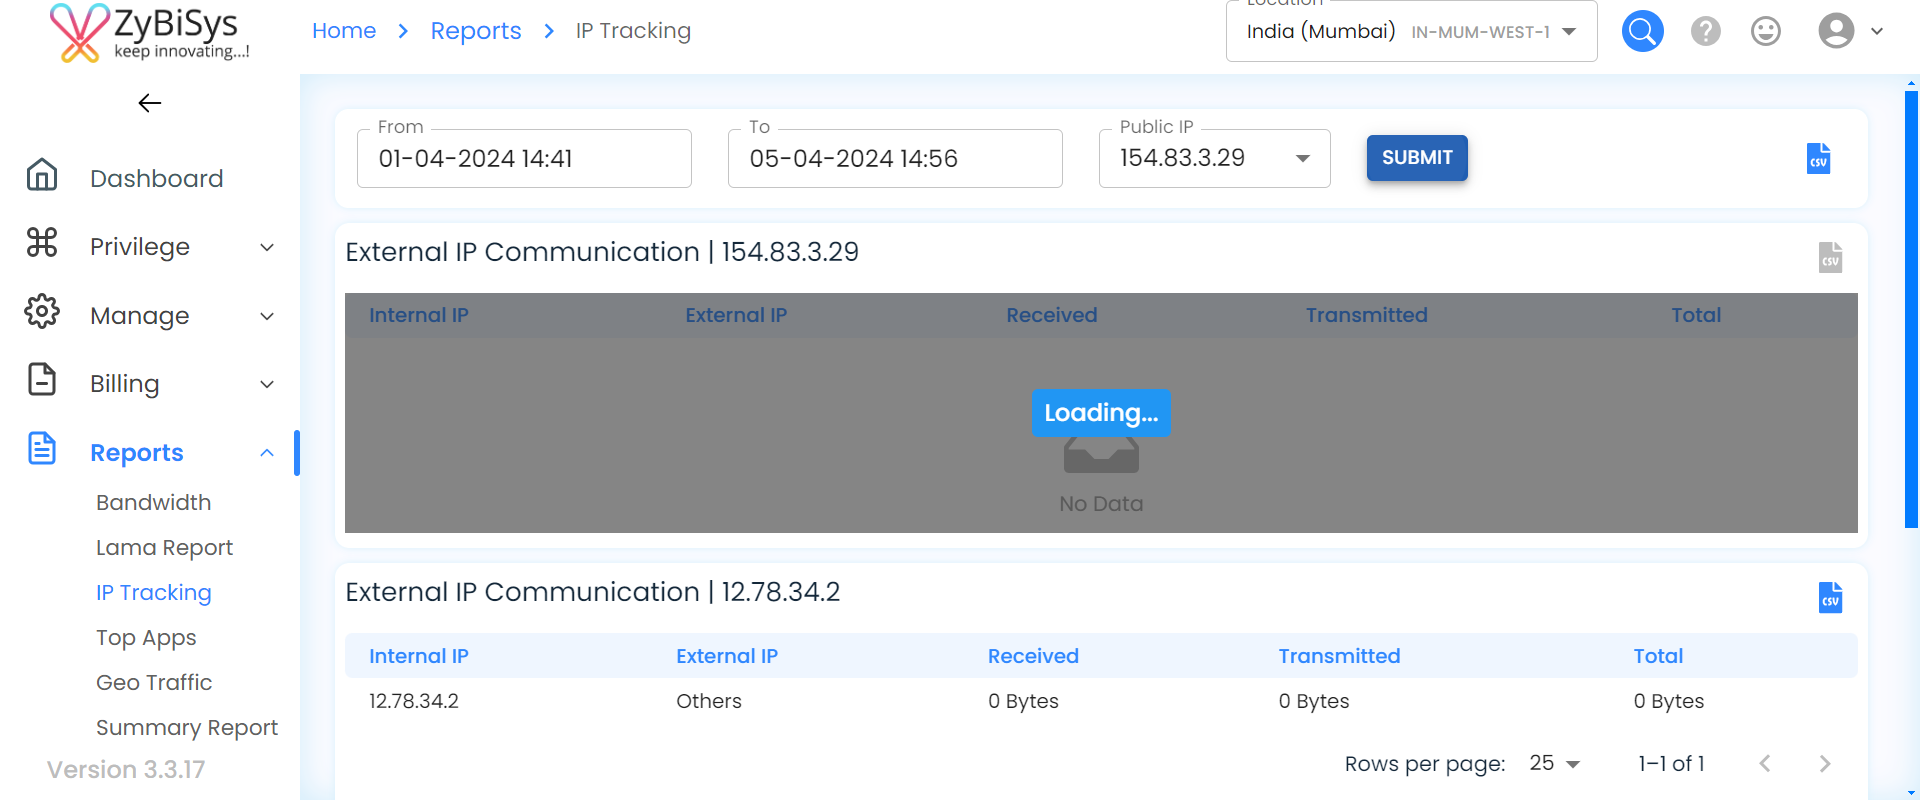 ZyBiSys
keep innovating...!
Home > Reports > IP Tracking
Location
India (Mumbai) IN-MUM-WEST-1
Dashboard
Privilege
Manage
Billing
Reports
Bandwidth
Lama Report
IP Tracking
Top Apps
Geo Traffic
Summary Report
Version 3.3.17
From
01-04-2024 14:41
To
05-04-2024 14:56
Public IP
154.83.3.29
SUBMIT
CSV
External IP Communication | 154.83.3.29
CSV
Internal IP External IP Received Transmitted Total
Loading...
No Data
External IP Communication | 12.78.34.2
CSV
Internal IP External IP Received Transmitted Total
12.78.34.2 Others 0 Bytes 0 Bytes 0 Bytes
Rows per page: 25 1–1 of 1